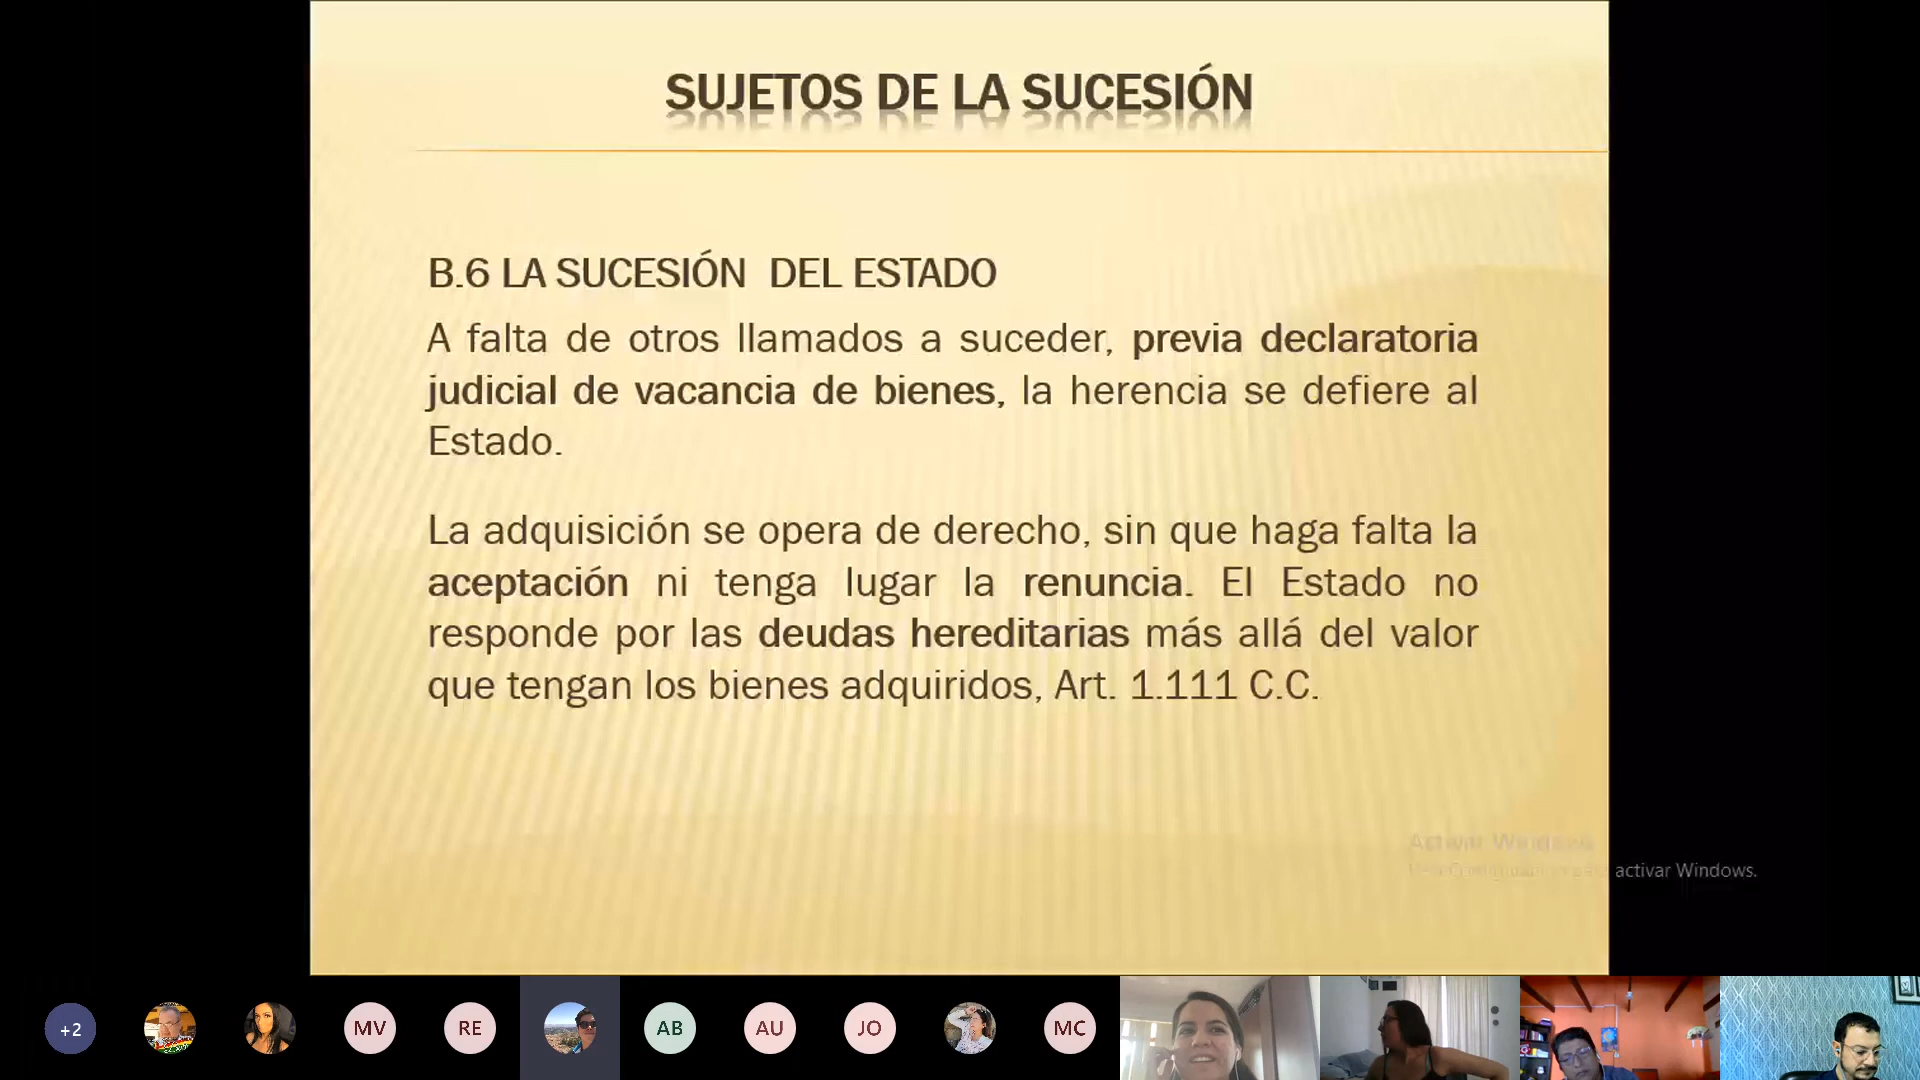 SUJETOS DE LA SUCESIÓN
B.6 LA SUCESIÓN DEL ESTADO
A falta de otros llamados a suceder, previa declaratoria
judicial de vacancia de bienes, la herencia se defiere al
Estado.
La adquisición se opera de derecho, sin que haga falta la
aceptación ni tenga lugar la renuncia. El Estado no
responde por las deudas hereditarias más allá del valor
que tengan los bienes adquiridos, Art. 1.111 C.C.
Activar Windows
activar Windows.
+2
MV
RE
AB
AU
JO
MC